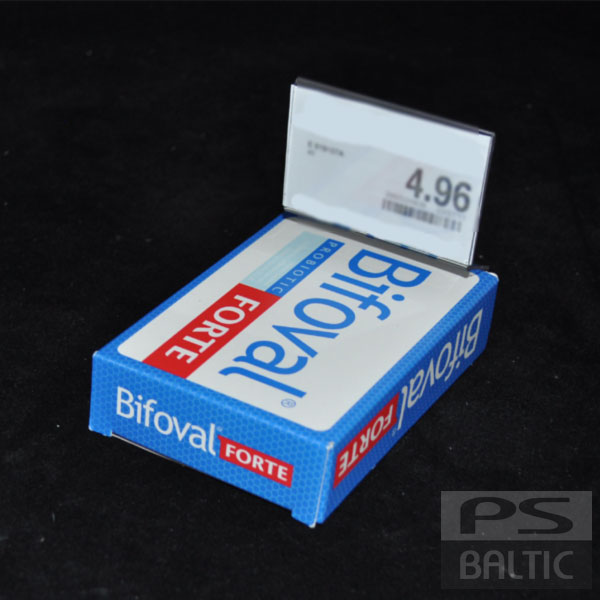 4.96
PROBIOTIC
Bifoval®
FORTE
Bifoval
FORTE
Bifoval
FORTE
PS
BALTIC